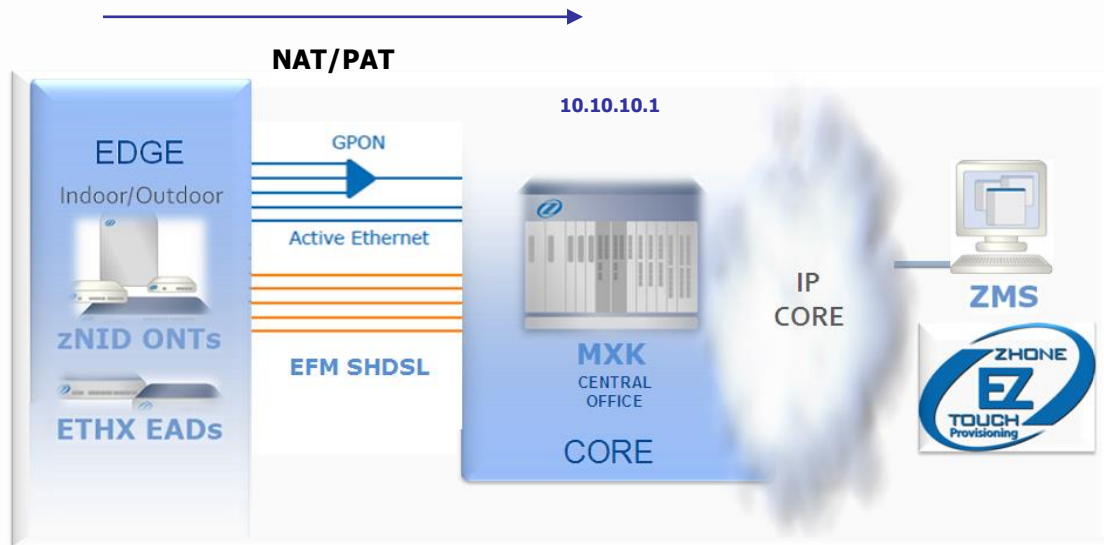 NAT/PAT
10.10.10.1
EDGE
Indoor/Outdoor
zNID ONTs
ETHX EADs
GPON
Active Ethernet
EFM SHDSL
MXK
CENTRAL
OFFICE
CORE
IP
CORE
ZMS
ZHONE
EZ
TOUCH
Provisioning